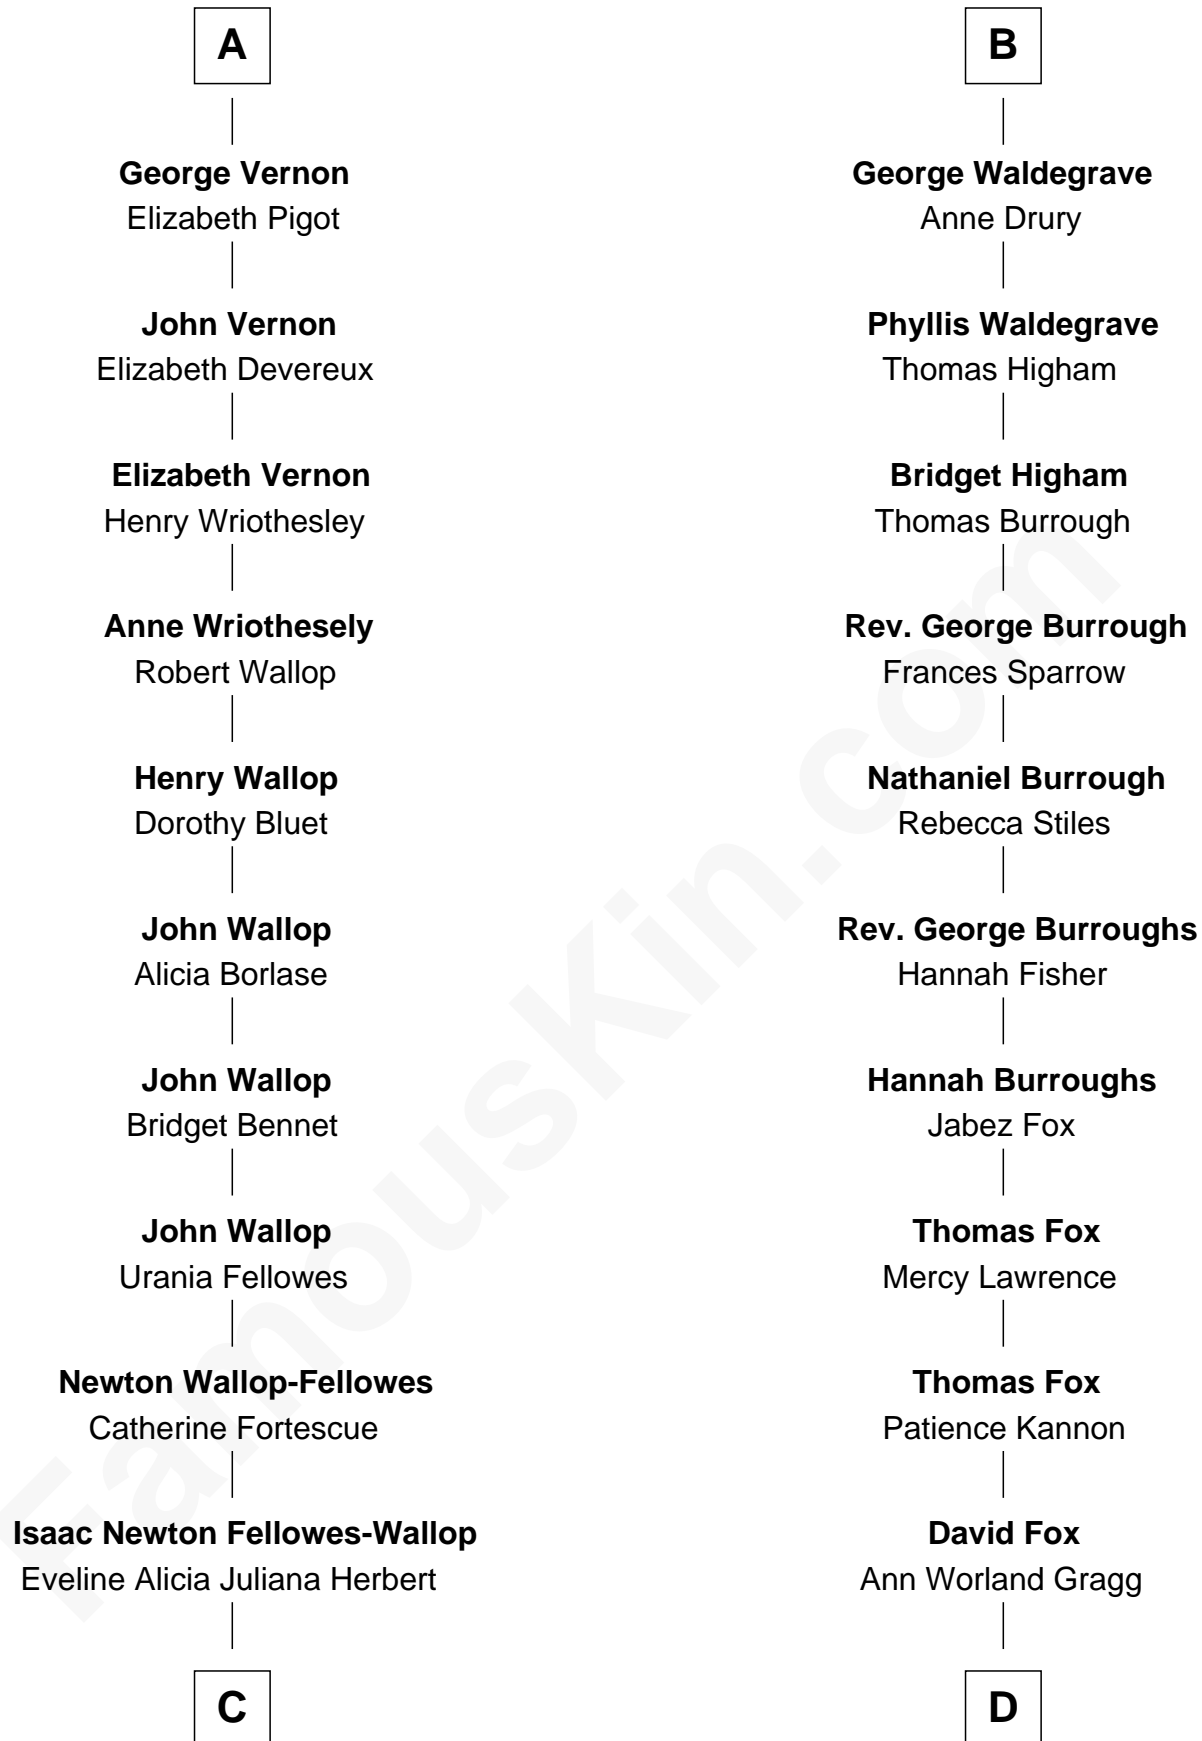 A
George Vernon
Elizabeth Pigot
John Vernon
Elizabeth Devereux
Elizabeth Vernon
Henry Wriothesley
Anne Wriothesely
Robert Wallop
Henry Wallop
Dorothy Bluet
John Wallop
Alicia Borlase
John Wallop
Bridget Bennet
John Wallop
Urania Fellowes
Newton Wallop-Fellowes
Catherine Fortescue
Isaac Newton Fellowes-Wallop
Eveline Alicia Juliana Herbert
C
B
George Waldegrave
Anne Drury
Phyllis Waldegrave
Thomas Higham
Bridget Higham
Thomas Burrough
Rev. George Burrough
Frances Sparrow
Nathaniel Burrough
Rebecca Stiles
Rev. George Burroughs
Hannah Fisher
Hannah Burroughs
Jabez Fox
Thomas Fox
Mercy Lawrence
Thomas Fox
Patience Kannon
David Fox
Ann Worland Gragg
D
FamousKin.com